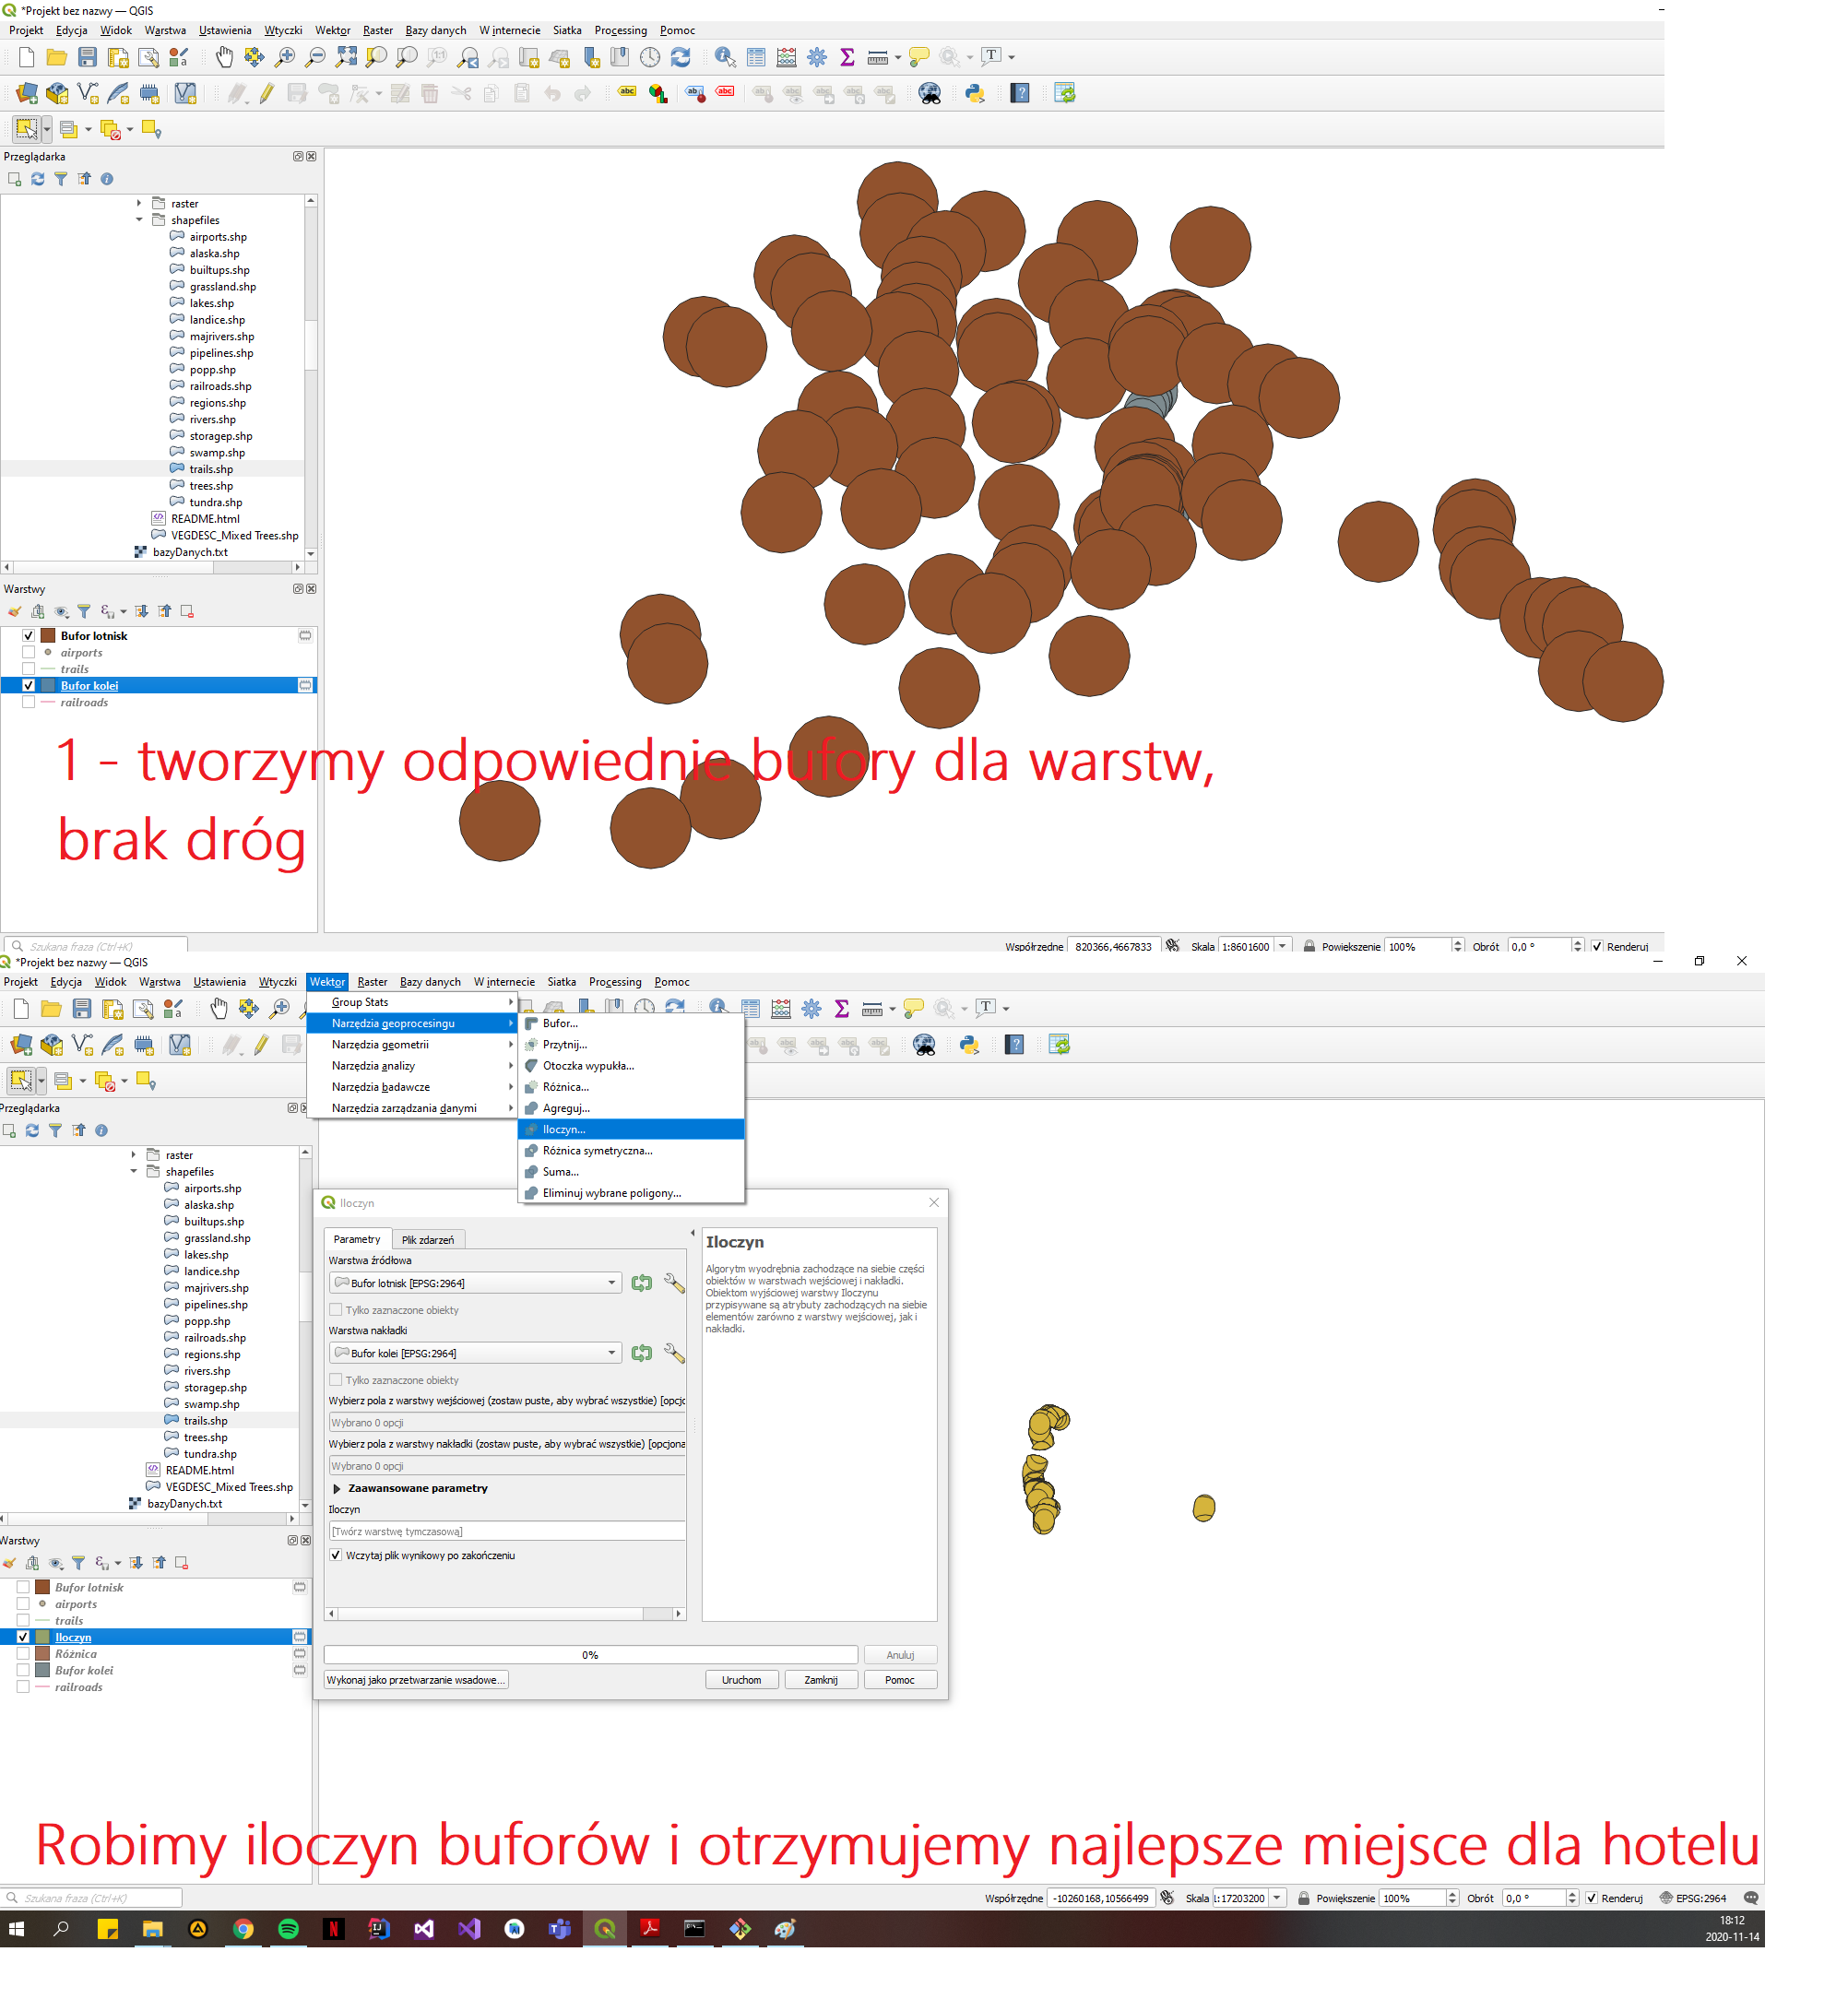 *Projekt bez nazwy — QGIS
Projekt Edycja Widok Warstwa Ustawienia Wtyczki Wektor Raster Bazy danych W internecie Siatka Processing Pomoc
Przeglądarka
raster
shapefiles
airports.shp
alaska.shp
builtups.shp
grassland.shp
lakes.shp
landice.shp
majrivers.shp
pipelines.shp
popp.shp
railroads.shp
regions.shp
rivers.shp
storagep.shp
swamp.shp
trails.shp
trees.shp
tundra.shp
README.html
VEGDESC_Mixed Trees.shp
bazyDanych.txt
Warstwy
Bufor lotnisk
airports
trails
Bufor kolei
railroads
1 - tworzymy odpowiednie bufory dla warstw,
brak dróg
Szukana fraza (Ctrl+K)
Współrzędne 820366,4667833 Skala 1:8601600 Powiększenie 100% Obrót 0,0 ° Renderuj
*Projekt bez nazwy — QGIS
Projekt Edycja Widok Warstwa Ustawienia Wtyczki Wektor Raster Bazy danych W internecie Siatka Processing Pomoc
Group Stats
Narzędzia geoprocesingu
Narzędzia geometrii
Narzędzia analizy
Narzędzia badawcze
Narzędzia zarządzania danymi
Bufor...
Przytnij...
Otoczka wypukła...
Różnica...
Agreguj...
Iloczyn...
Różnica symetryczna...
Suma...
Eliminuj wybrane poligony...
Przeglądarka
raster
shapefiles
airports.shp
alaska.shp
builtups.shp
grassland.shp
lakes.shp
landice.shp
majrivers.shp
pipelines.shp
popp.shp
railroads.shp
regions.shp
rivers.shp
storagep.shp
swamp.shp
trails.shp
trees.shp
tundra.shp
README.html
VEGDESC_Mixed Trees.shp
bazyDanych.txt
Warstwy
Bufor lotnisk
airports
trails
Iloczyn
Różnica
Bufor kolei
railroads
Iloczyn
Parametry Plik zdarzeń
Warstwa źródłowa
Bufor lotnisk [EPSG:2964]
Tylko zaznaczone obiekty
Warstwa nakładki
Bufor kolei [EPSG:2964]
Tylko zaznaczone obiekty
Wybierz pola z warstwy wejściowej (zostaw puste, aby wybrać wszystkie) [opcjo
Wybrano 0 opcji
Wybierz pola z warstwy nakładki (zostaw puste, aby wybrać wszystkie) [opcjona
Wybrano 0 opcji
Zaawansowane parametry
Iloczyn
[Twórz warstwę tymczasową]
Wczytaj plik wynikowy po zakończeniu
Iloczyn
Algorytm wyodrębnia zachodzące na siebie części
obiektów w warstwach wejściowej i nakładki.
Obiektom wyjściowej warstwy Iloczynu
przypisywane są atrybuty zachodzących na siebie
elementów zarówno z warstwy wejściowej, jak i
nakładki.
0%
Anuluj
Wykonaj jako przetwarzanie wsadowe...
Uruchom
Zamknij
Pomoc
Robimy iloczyn buforów i otrzymujemy najlepsze miejsce dla hotelu
Szukana fraza (Ctrl+K)
Współrzędne -10260168,10566499 Skala 1:17203200 Powiększenie 100% Obrót 0,0 ° Renderuj EPSG:2964
18:12
2020-11-14